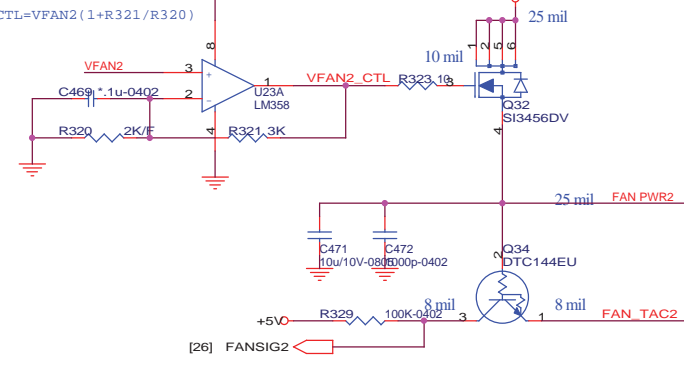 CTL=VFAN2(1+R321/R320)
25 mil
1
2
5
6
8
10 mil
VFAN2
3
+
1
VFAN2_CTL
R323 10
3
C469 *.1u-0402
2
-
U23A
LM358
Q32
SI3456DV
R320
2K/F
4
R321 3K
4
25 mil
FAN PWR2
C471
10u/10V-0805
C472
1000p-0402
2
Q34
DTC144EU
8 mil
8 mil
+5V
R329
100K-0402
3
1
FAN_TAC2
[26] FANSIG2